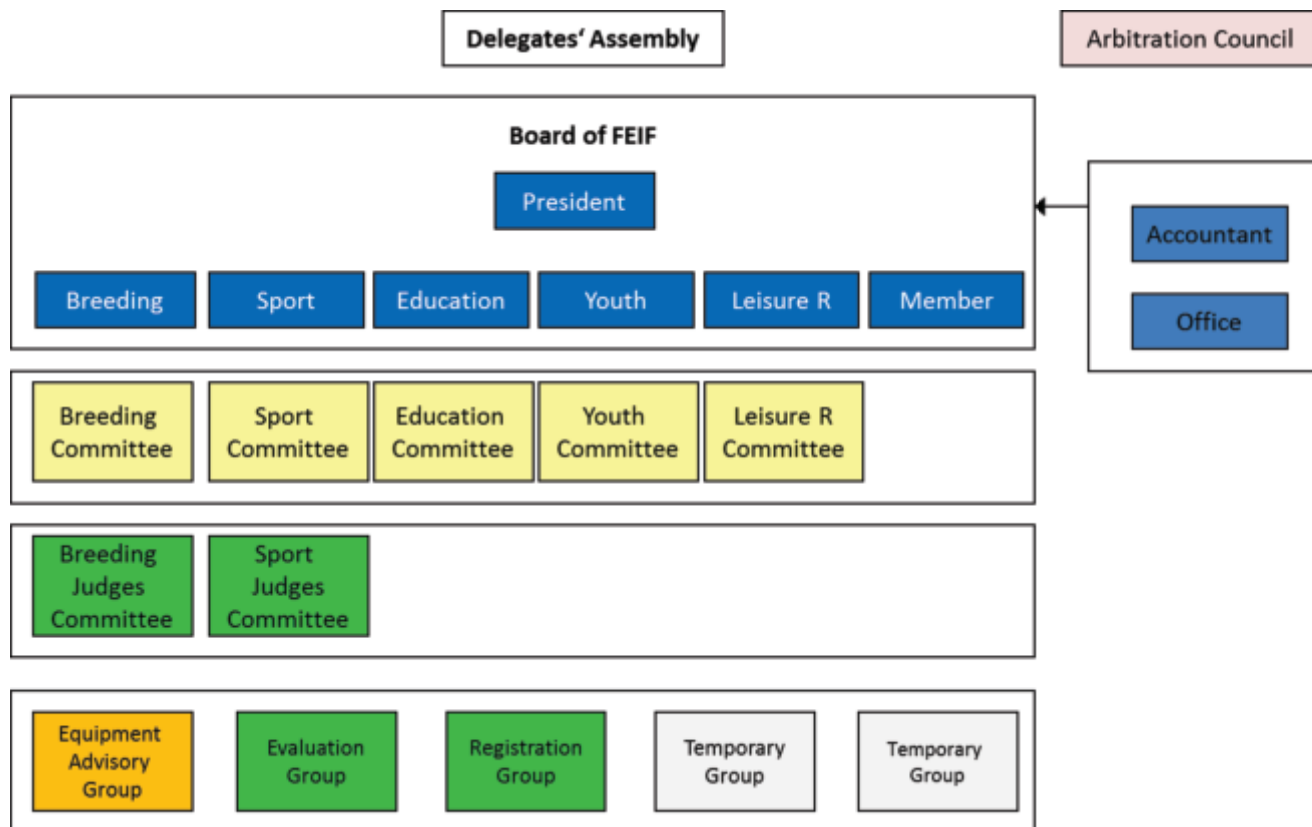 Delegates‘ Assembly
Arbitration Council
Board of FEIF
President
Accountant
Office
Breeding
Sport
Education
Youth
Leisure R
Member
Breeding
Committee
Sport
Committee
Education
Committee
Youth
Committee
Leisure R
Committee
Breeding
Judges
Committee
Sport
Judges
Committee
Equipment
Advisory
Group
Evaluation
Group
Registration
Group
Temporary
Group
Temporary
Group